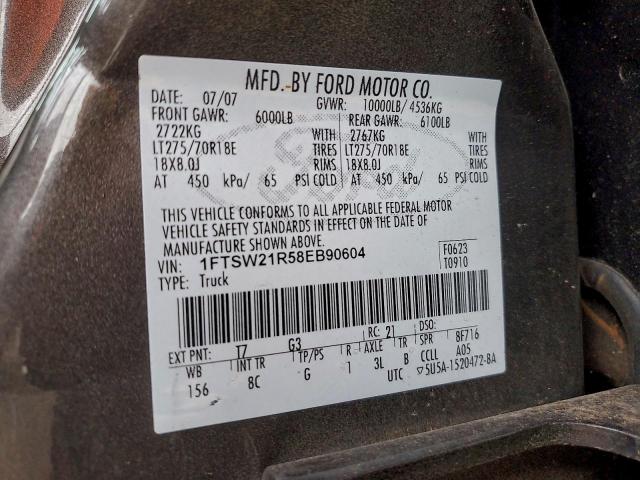 MFD. BY FORD MOTOR CO.
DATE: 07/07 GVWR: 10000LB/ 4536KG
FRONT GAWR: 6000LB REAR GAWR: 6100LB
2722KG WITH 2767KG WITH
LT275/70R18E TIRES LT275/70R18E TIRES
18X8.0J RIMS 18X8.0J RIMS
AT 450 kPa/ 65 PSI COLD AT 450 kPa/ 65 PSI COLD
THIS VEHICLE CONFORMS TO ALL APPLICABLE FEDERAL MOTOR
VEHICLE SAFETY STANDARDS IN EFFECT ON THE DATE OF
MANUFACTURE SHOWN ABOVE.
VIN: 1FTSW21R58EB90604 F0623
TYPE: Truck T0910
EXT PNT: T7 G3 RC: 21 DSO:
WB INT TR TP/PS R AXLE TR SPR 8F716
156 8C G 1 3L B CCLL A05
UTC ▽5U5A-1520472-BA